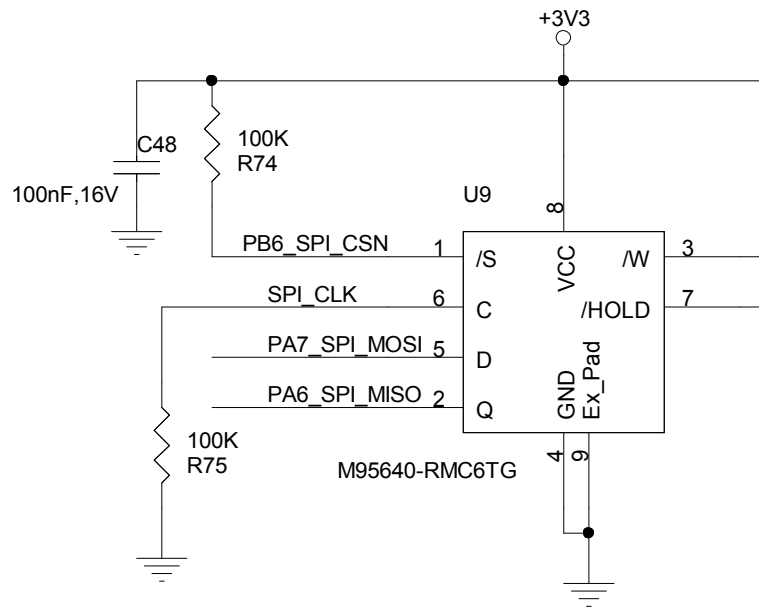 +3V3
C48
100K
R74
100nF,16V
U9
8
PB6_SPI_CSN
1
/S
VCC
/W
3
SPI_CLK
6
C
/HOLD
7
PA7_SPI_MOSI
5
D
GND
Ex_Pad
PA6_SPI_MISO
2
Q
100K
R75
4
9
M95640-RMC6TG